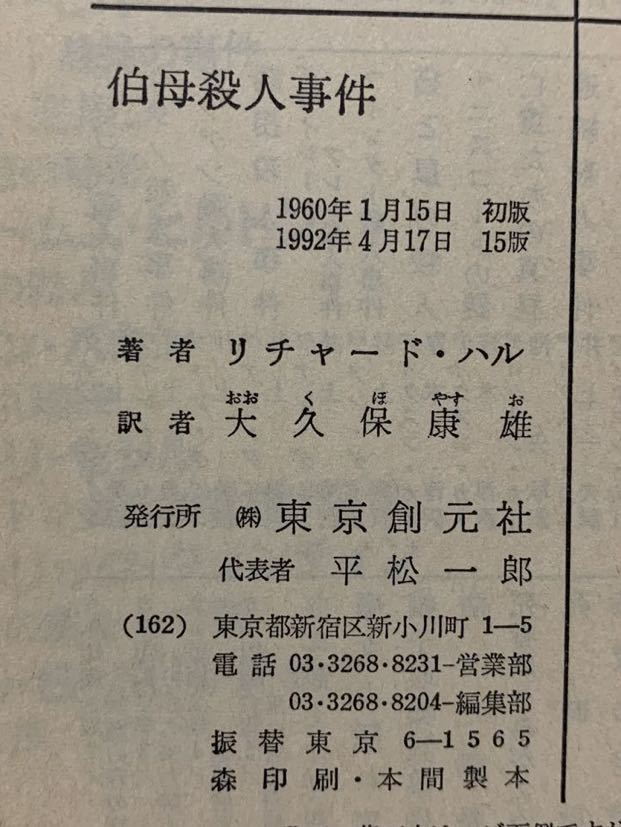 伯母殺人事件
1960年1月15日 初版
1992年4月17日 15版
著者 リチャード・ハル
おお く ほ やす お
訳者 大久保康雄
発行所 ㈱ 東京創元社
代表者 平松一郎
(162) 東京都新宿区新小川町 1—5
電話 03・3268・8231-営業部
03・3268・8204-編集部
振替東京 6—1565
森印刷・本間製本